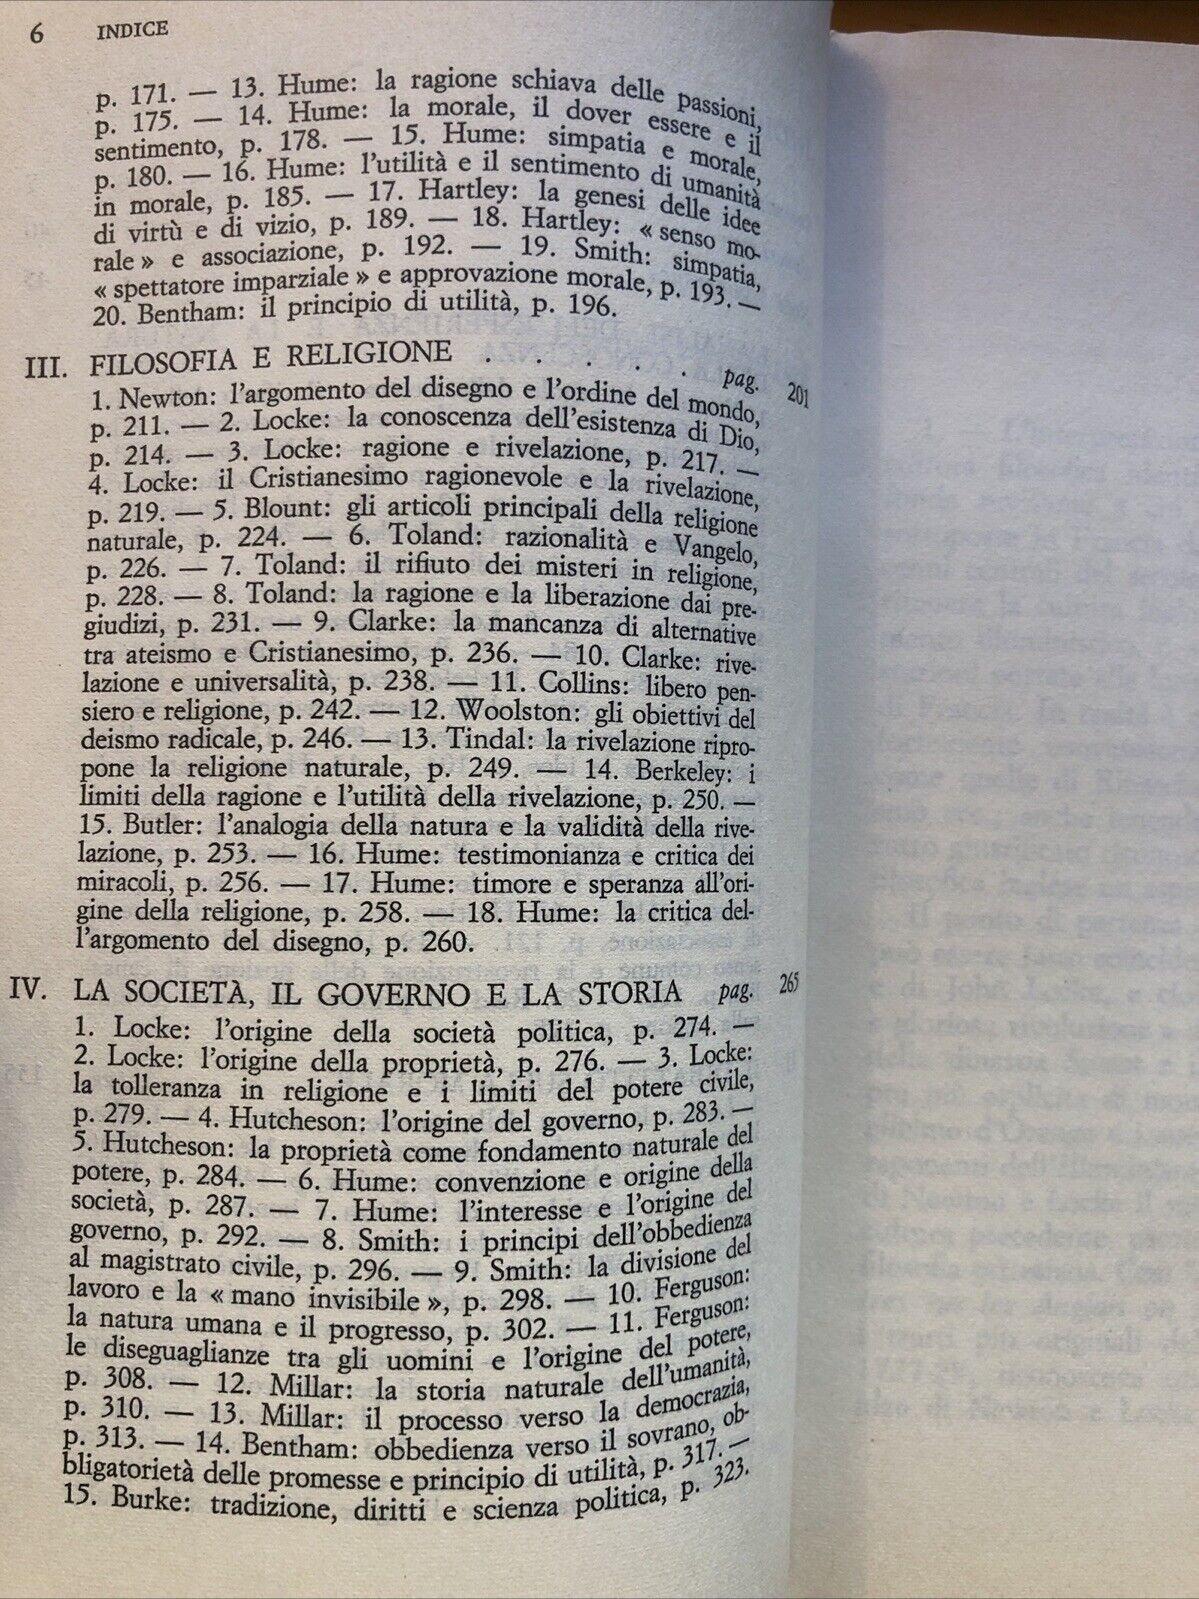 6 INDICE
p. 171. — 13. Hume: la ragione schiava delle passioni,
p. 175. — 14. Hume: la morale, il dover essere e il
sentimento, p. 178. — 15. Hume: simpatia e morale,
p. 180. — 16. Hume: l'utilità e il sentimento di umanità
in morale, p. 185. — 17. Hartley: la genesi delle idee
di virtù e di vizio, p. 189. — 18. Hartley: « senso mo-
rale » e associazione, p. 192. — 19. Smith: simpatia,
« spettatore imparziale » e approvazione morale, p. 193. —
20. Bentham: il principio di utilità, p. 196.
III. FILOSOFIA E RELIGIONE . . . . . pag. 201
1. Newton: l'argomento del disegno e l'ordine del mondo,
p. 211. — 2. Locke: la conoscenza dell'esistenza di Dio,
p. 214. — 3. Locke: ragione e rivelazione, p. 217. —
4. Locke: il Cristianesimo ragionevole e la rivelazione,
p. 219. — 5. Blount: gli articoli principali della religione
naturale, p. 224. — 6. Toland: razionalità e Vangelo,
p. 226. — 7. Toland: il rifiuto dei misteri in religione,
p. 228. — 8. Toland: la ragione e la liberazione dai pre-
giudizi, p. 231. — 9. Clarke: la mancanza di alternative
tra ateismo e Cristianesimo, p. 236. — 10. Clarke: rive-
lazione e universalità, p. 238. — 11. Collins: libero pen-
siero e religione, p. 242. — 12. Woolston: gli obiettivi del
deismo radicale, p. 246. — 13. Tindal: la rivelazione ripro-
pone la religione naturale, p. 249. — 14. Berkeley: i
limiti della ragione e l'utilità della rivelazione, p. 250. —
15. Butler: l'analogia della natura e la validità della rive-
lazione, p. 253. — 16. Hume: testimonianza e critica dei
miracoli, p. 256. — 17. Hume: timore e speranza all'ori-
gine della religione, p. 258. — 18. Hume: la critica del-
l'argomento del disegno, p. 260.
IV. LA SOCIETÀ, IL GOVERNO E LA STORIA pag. 265
1. Locke: l'origine della società politica, p. 274. —
2. Locke: l'origine della proprietà, p. 276. — 3. Locke:
la tolleranza in religione e i limiti del potere civile,
p. 279. — 4. Hutcheson: l'origine del governo, p. 283. —
5. Hutcheson: la proprietà come fondamento naturale del
potere, p. 284. — 6. Hume: convenzione e origine della
società, p. 287. — 7. Hume: l'interesse e l'origine del
governo, p. 292. — 8. Smith: i principi dell'obbedienza
al magistrato civile, p. 296. — 9. Smith: la divisione del
lavoro e la « mano invisibile », p. 298. — 10. Ferguson:
la natura umana e il progresso, p. 302. — 11. Ferguson:
le diseguaglianze tra gli uomini e l'origine del potere,
p. 308. — 12. Millar: la storia naturale dell'umanità,
p. 310. — 13. Millar: il processo verso la democrazia,
p. 313. — 14. Bentham: obbedienza verso il sovrano, ob-
bligatorietà delle promesse e principio di utilità, p. 317. —
15. Burke: tradizione, diritti e scienza politica, p. 323.